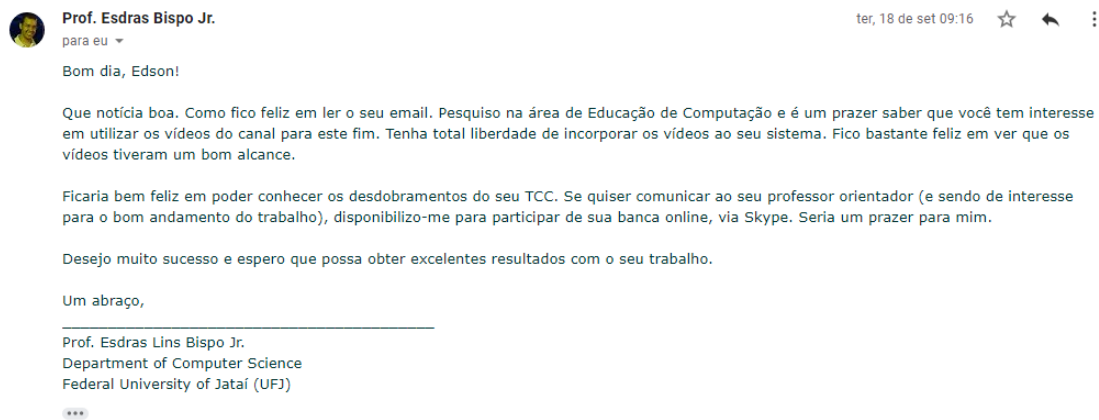 Prof. Esdras Bispo Jr.
ter, 18 de set 09:16
para eu
Bom dia, Edson!
Que notícia boa. Como fico feliz em ler o seu email. Pesquiso na área de Educação de Computação e é um prazer saber que você tem interesse
em utilizar os vídeos do canal para este fim. Tenha total liberdade de incorporar os vídeos ao seu sistema. Fico bastante feliz em ver que os
vídeos tiveram um bom alcance.
Ficaria bem feliz em poder conhecer os desdobramentos do seu TCC. Se quiser comunicar ao seu professor orientador (e sendo de interesse
para o bom andamento do trabalho), disponibilizo-me para participar de sua banca online, via Skype. Seria um prazer para mim.
Desejo muito sucesso e espero que possa obter excelentes resultados com o seu trabalho.
Um abraço,
Prof. Esdras Lins Bispo Jr.
Department of Computer Science
Federal University of Jataí (UFJ)